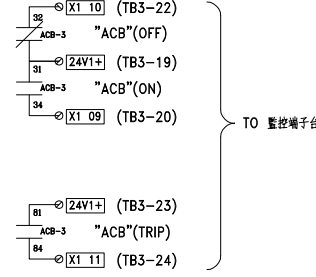 X1 10 (TB3-22)
32
ACB-3 "ACB"(OFF)
24V1+ (TB3-19)
31
ACB-3 "ACB"(ON)
34
X1 09 (TB3-20)
TO 監控端子台
24V1+ (TB3-23)
81
ACB-3 "ACB"(TRIP)
84
X1 11 (TB3-24)